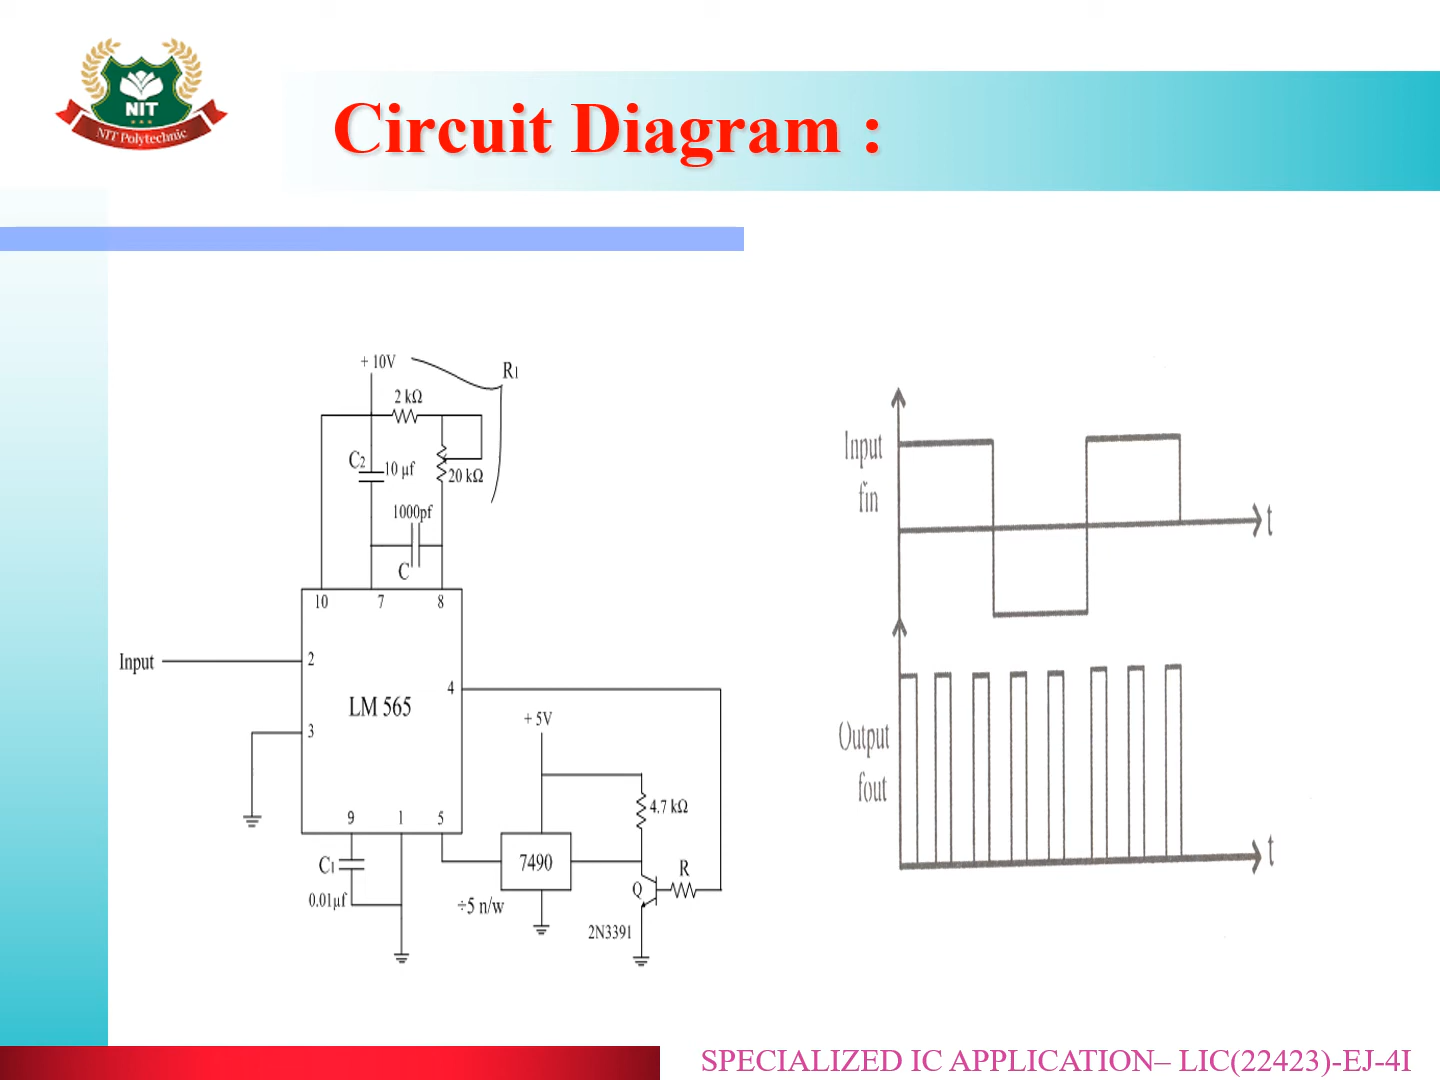 NIT
NIT Polytechnic
Circuit Diagram :
+ 10V
R1
2 kΩ
C2
10 µf
20 kΩ
1000pf
C
10
7
8
Input
2
4
LM 565
3
+ 5V
9
1
5
4.7 kΩ
C1
7490
R
0.01µf
÷5 n/w
Q
2N3391
Input
fin
t
Output
fout
t
SPECIALIZED IC APPLICATION– LIC(22423)-EJ-4I